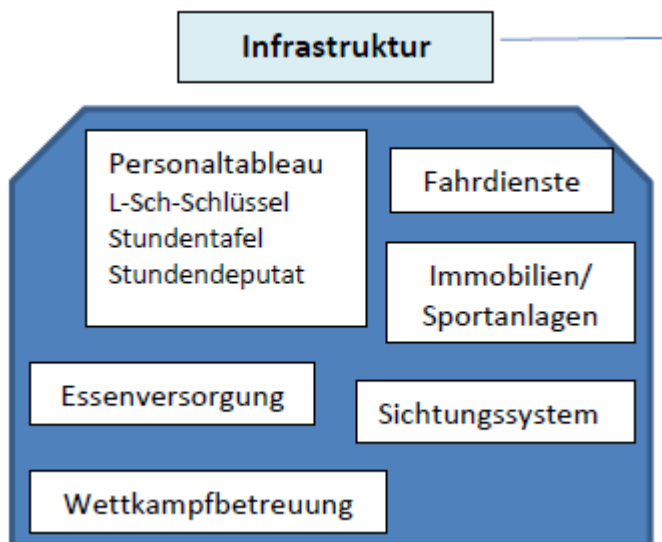 Infrastruktur
Personaltableau
L-Sch-Schlüssel
Stundentafel
Stundendeputat
Fahrdienste
Immobilien/
Sportanlagen
Essenversorgung
Sichtungssystem
Wettkampfbetreuung